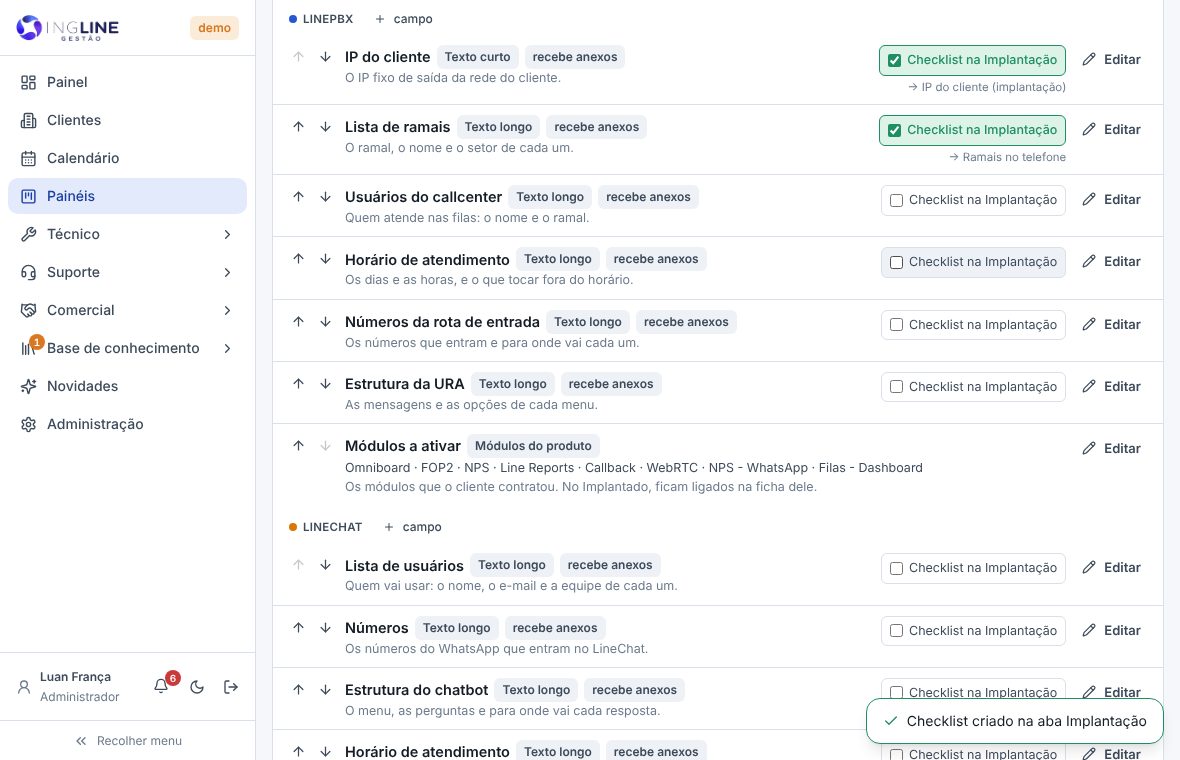 INGLINE
GESTÃO
demo
Painel
Clientes
Calendário
Painéis
Técnico
Suporte
Comercial
1
Base de conhecimento
Novidades
Administração
Luan França
Administrador
6
Recolher menu
LINEPBX + campo
IP do cliente Texto curto recebe anexos
O IP fixo de saída da rede do cliente.
Checklist na Implantação Editar
→ IP do cliente (implantação)
Lista de ramais Texto longo recebe anexos
O ramal, o nome e o setor de cada um.
Checklist na Implantação Editar
→ Ramais no telefone
Usuários do callcenter Texto longo recebe anexos
Quem atende nas filas: o nome e o ramal.
Checklist na Implantação Editar
Horário de atendimento Texto longo recebe anexos
Os dias e as horas, e o que tocar fora do horário.
Checklist na Implantação Editar
Números da rota de entrada Texto longo recebe anexos
Os números que entram e para onde vai cada um.
Checklist na Implantação Editar
Estrutura da URA Texto longo recebe anexos
As mensagens e as opções de cada menu.
Checklist na Implantação Editar
Módulos a ativar Módulos do produto
Omniboard · FOP2 · NPS · Line Reports · Callback · WebRTC · NPS - WhatsApp · Filas - Dashboard
Os módulos que o cliente contratou. No Implantado, ficam ligados na ficha dele.
Editar
LINECHAT + campo
Lista de usuários Texto longo recebe anexos
Quem vai usar: o nome, o e-mail e a equipe de cada um.
Checklist na Implantação Editar
Números Texto longo recebe anexos
Os números do WhatsApp que entram no LineChat.
Checklist na Implantação Editar
Estrutura do chatbot Texto longo recebe anexos
O menu, as perguntas e para onde vai cada resposta.
Checklist na Implantação Editar
Checklist criado na aba Implantação
Horário de atendimento Texto longo recebe anexos
Checklist na Implantação Editar